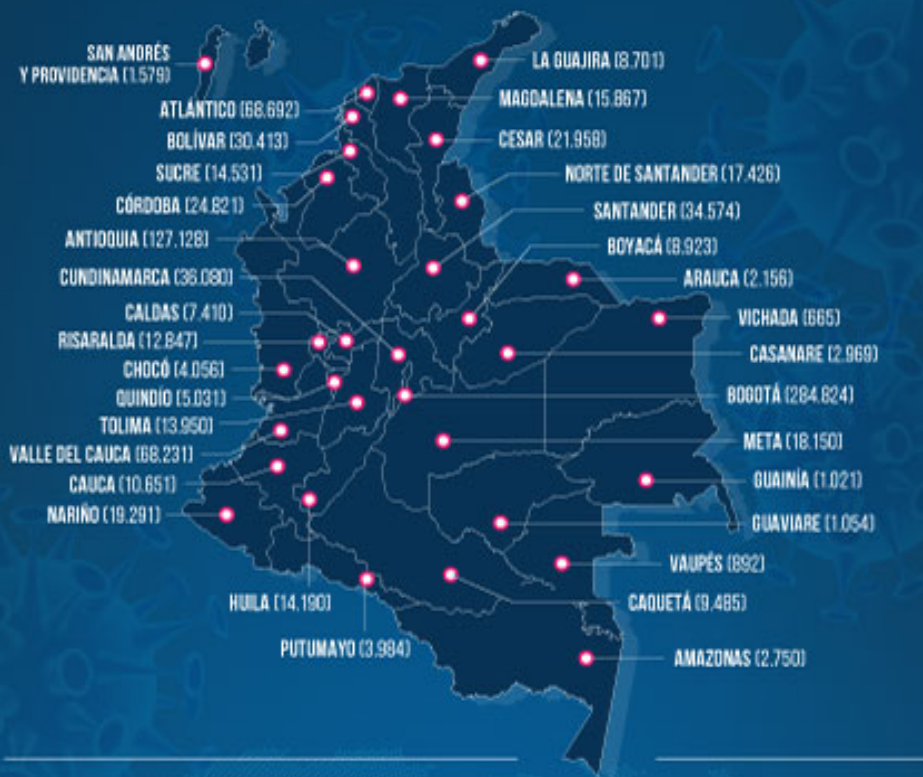 SAN ANDRÉS
Y PROVIDENCIA (1.579)
ATLÁNTICO (68.692)
BOLÍVAR (30.413)
SUCRE (14.531)
CÓRDOBA (24.821)
ANTIOQUIA (127.128)
CUNDINAMARCA (36.080)
CALDAS (7.410)
RISARALDA (12.847)
CHOCÓ (4.056)
QUINDÍO (5.031)
TOLIMA (13.950)
VALLE DEL CAUCA (68.231)
CAUCA (10.651)
NARIÑO (19.291)
HUILA (14.190)
PUTUMAYO (3.984)
LA GUAJIRA (8.701)
MAGDALENA (15.867)
CESAR (21.958)
NORTE DE SANTANDER (17.426)
SANTANDER (34.574)
BOYACÁ (8.923)
ARAUCA (2.156)
VICHADA (665)
CASANARE (2.969)
BOGOTÁ (284.824)
META (18.150)
GUAINÍA (1.021)
GUAVIARE (1.054)
VAUPÉS (892)
CAQUETÁ (9.485)
AMAZONAS (2.750)